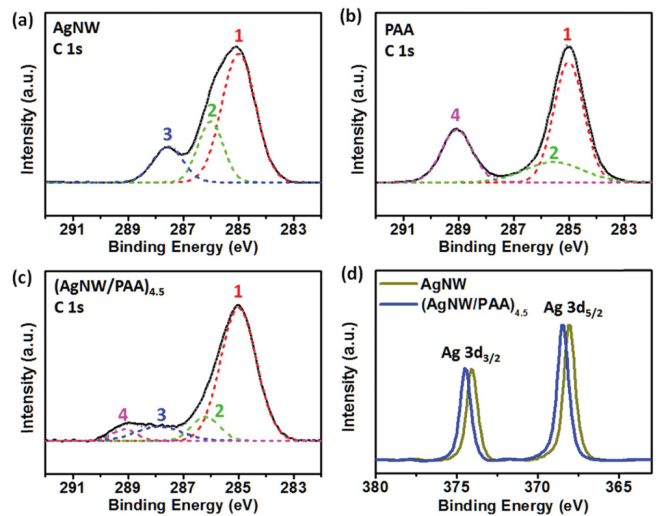 (a)
AgNW
C 1s
1
2
3
Intensity (a.u.)
291 289 287 285 283
Binding Energy (eV)
(b)
PAA
C 1s
1
4
2
Intensity (a.u.)
291 289 287 285 283
Binding Energy (eV)
(c)
(AgNW/PAA)4.5
C 1s
1
4
3
2
Intensity (a.u.)
291 289 287 285 283
Binding Energy (eV)
(d)
AgNW
(AgNW/PAA)4.5
Ag 3d5/2
Ag 3d3/2
Intensity (a.u.)
380 375 370 365
Binding Energy (eV)